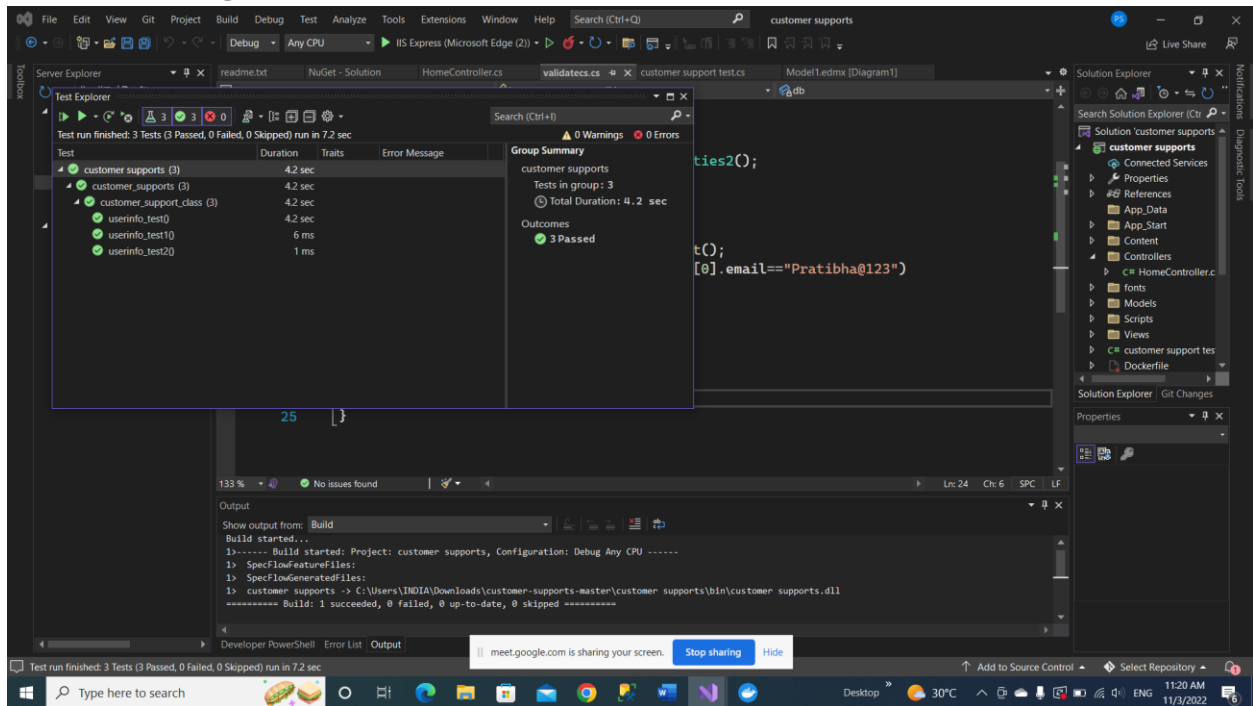 File Edit View Git Project Build Debug Test Analyze Tools Extensions Window Help Search (Ctrl+Q) customer supports PS
Debug Any CPU IIS Express (Microsoft Edge (2)) Live Share
Toolbox
Server Explorer
readme.txt NuGet - Solution HomeController.cs validatecs.cs customer support test.cs Model1.edmx [Diagram1]
db
Test Explorer
3 3 0
Search (Ctrl+I)
Test run finished: 3 Tests (3 Passed, 0 Failed, 0 Skipped) run in 7.2 sec
0 Warnings 0 Errors
Test Duration Traits Error Message
customer supports (3) 4.2 sec
customer_supports (3) 4.2 sec
customer_support_class (3) 4.2 sec
userinfo_test() 4.2 sec
userinfo_test1() 6 ms
userinfo_test2() 1 ms
Group Summary
customer supports
Tests in group: 3
Total Duration: 4.2 sec
Outcomes
3 Passed
ties2();
t();
[0].email=="Pratibha@123")
25 }
133 % No issues found Ln: 24 Ch: 6 SPC LF
Output
Show output from: Build
Build started...
1>------ Build started: Project: customer supports, Configuration: Debug Any CPU ------
1> SpecFlowFeatureFiles:
1> SpecFlowGeneratedFiles:
1> customer supports -> C:\Users\INDIA\Downloads\customer-supports-master\customer supports\bin\customer supports.dll
========== Build: 1 succeeded, 0 failed, 0 up-to-date, 0 skipped ==========
Developer PowerShell Error List Output
Solution Explorer
Search Solution Explorer (Ctr
Solution 'customer supports
customer supports
Connected Services
Properties
References
App_Data
App_Start
Content
Controllers
C# HomeController.c
fonts
Models
Scripts
Views
C# customer support tes
Dockerfile
Solution Explorer Git Changes
Properties
Notifications
Diagnostic Tools
meet.google.com is sharing your screen. Stop sharing Hide
Test run finished: 3 Tests (3 Passed, 0 Failed, 0 Skipped) run in 7.2 sec
Add to Source Control Select Repository
Type here to search
Desktop 30°C ENG 11:20 AM
11/3/2022 6